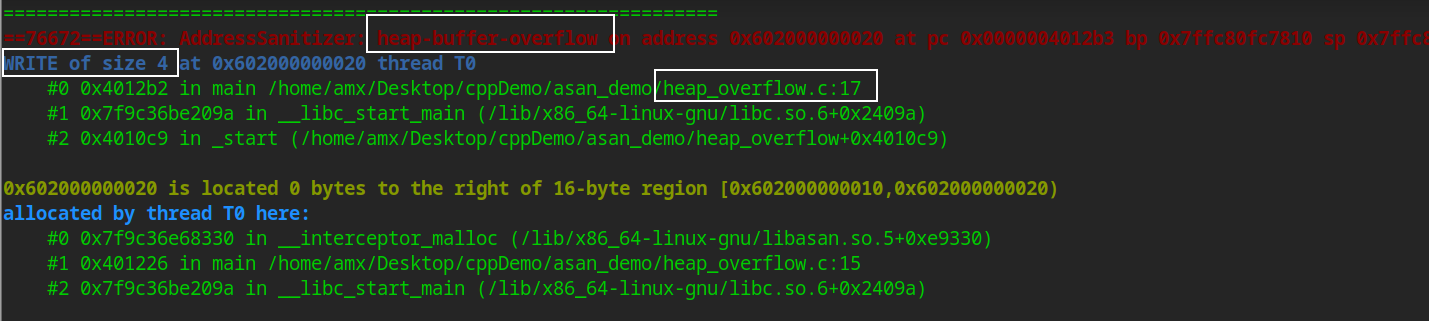 =================================================================
==76672==ERROR: AddressSanitizer: heap-buffer-overflow on address 0x602000000020 at pc 0x0000004012b3 bp 0x7ffc80fc7810 sp 0x7ffc8
WRITE of size 4 at 0x602000000020 thread T0
#0 0x4012b2 in main /home/amx/Desktop/cppDemo/asan_demo/heap_overflow.c:17
#1 0x7f9c36be209a in __libc_start_main (/lib/x86_64-linux-gnu/libc.so.6+0x2409a)
#2 0x4010c9 in _start (/home/amx/Desktop/cppDemo/asan_demo/heap_overflow+0x4010c9)
0x602000000020 is located 0 bytes to the right of 16-byte region [0x602000000010,0x602000000020)
allocated by thread T0 here:
#0 0x7f9c36e68330 in __interceptor_malloc (/lib/x86_64-linux-gnu/libasan.so.5+0xe9330)
#1 0x401226 in main /home/amx/Desktop/cppDemo/asan_demo/heap_overflow.c:15
#2 0x7f9c36be209a in __libc_start_main (/lib/x86_64-linux-gnu/libc.so.6+0x2409a)